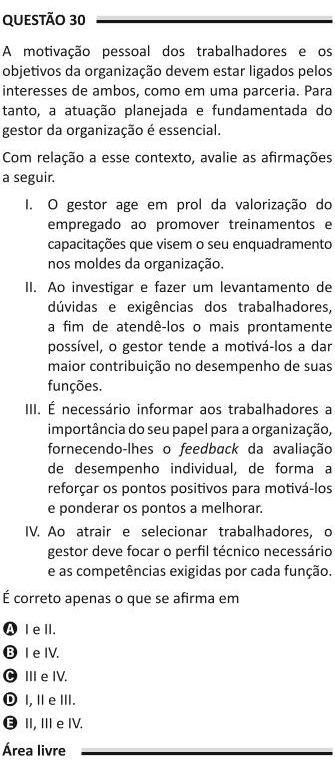 QUESTÃO 30
A motivação pessoal dos trabalhadores e os
objetivos da organização devem estar ligados pelos
interesses de ambos, como em uma parceria. Para
tanto, a atuação planejada e fundamentada do
gestor da organização é essencial.
Com relação a esse contexto, avalie as afirmações
a seguir.
I. O gestor age em prol da valorização do
empregado ao promover treinamentos e
capacitações que visem o seu enquadramento
nos moldes da organização.
II. Ao investigar e fazer um levantamento de
dúvidas e exigências dos trabalhadores,
a fim de atendê-los o mais prontamente
possível, o gestor tende a motivá-los a dar
maior contribuição no desempenho de suas
funções.
III. É necessário informar aos trabalhadores a
importância do seu papel para a organização,
fornecendo-lhes o feedback da avaliação
de desempenho individual, de forma a
reforçar os pontos positivos para motivá-los
e ponderar os pontos a melhorar.
IV. Ao atrair e selecionar trabalhadores, o
gestor deve focar o perfil técnico necessário
e as competências exigidas por cada função.
É correto apenas o que se afirma em
A I e II.
B I e IV.
C III e IV.
D I, II e III.
E II, III e IV.
Área livre